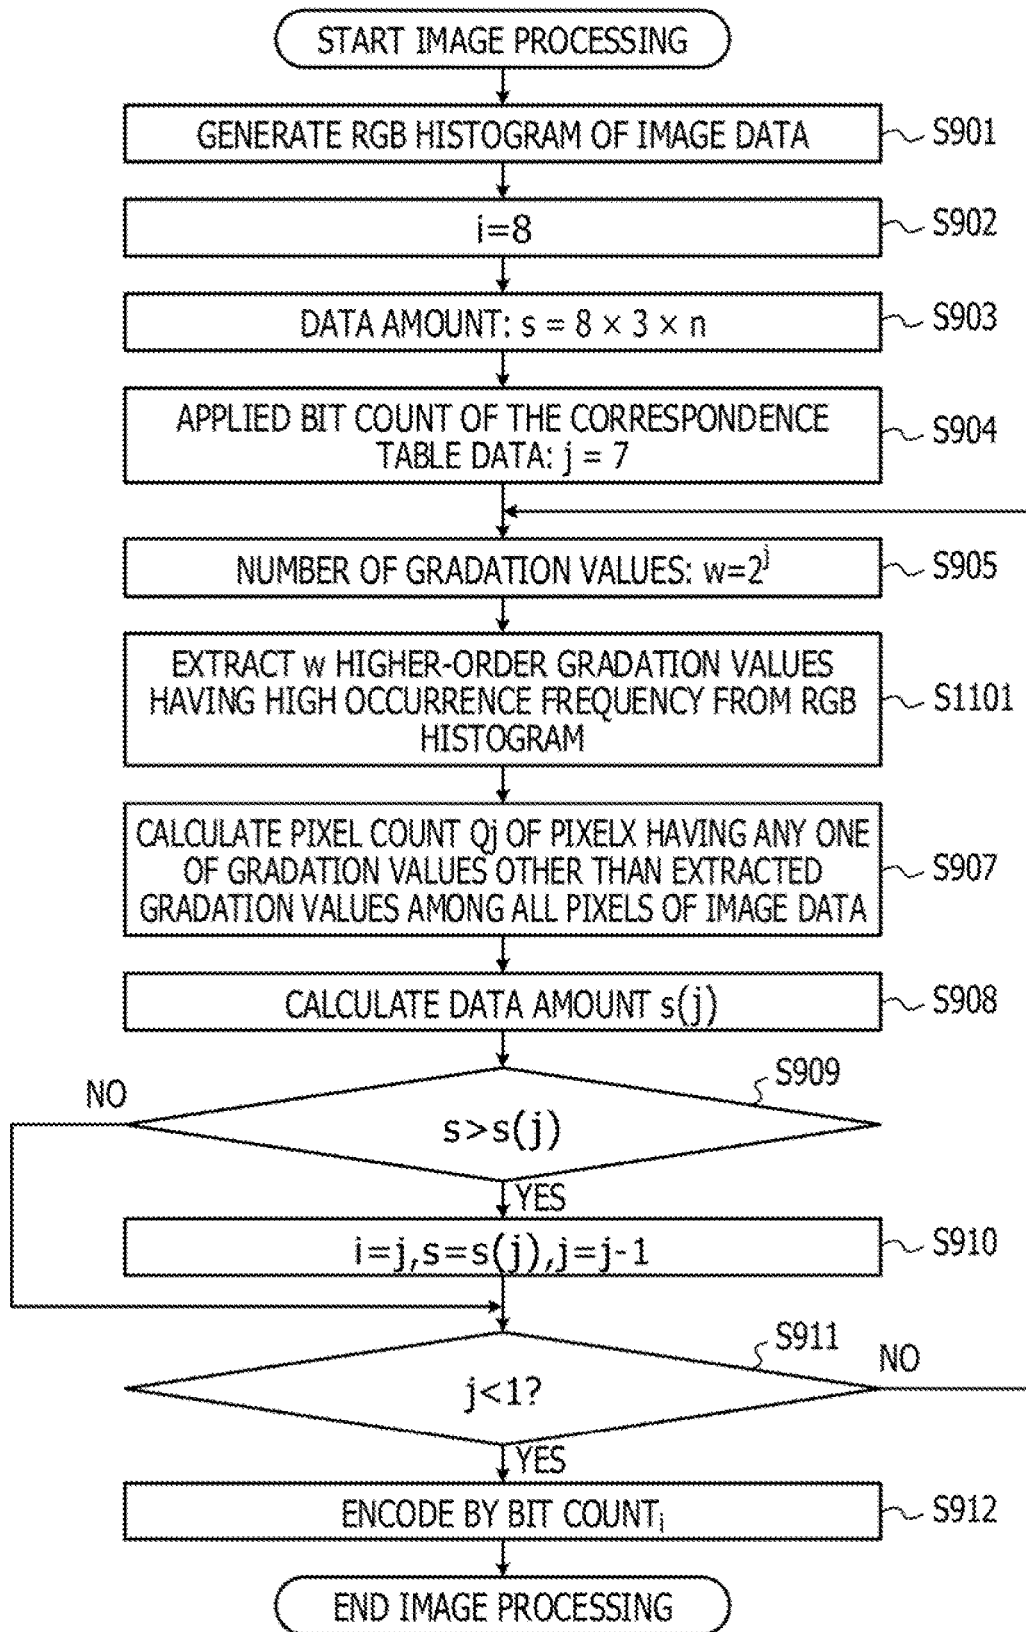 START IMAGE PROCESSING
GENERATE RGB HISTOGRAM OF IMAGE DATA
S901
i=8
S902
DATA AMOUNT: s = 8 × 3 × n
S903
APPLIED BIT COUNT OF THE CORRESPONDENCE
TABLE DATA: j = 7
S904
NUMBER OF GRADATION VALUES: w=2^j
S905
EXTRACT w HIGHER-ORDER GRADATION VALUES
HAVING HIGH OCCURRENCE FREQUENCY FROM RGB
HISTOGRAM
S1101
CALCULATE PIXEL COUNT Qj OF PIXELX HAVING ANY ONE
OF GRADATION VALUES OTHER THAN EXTRACTED
GRADATION VALUES AMONG ALL PIXELS OF IMAGE DATA
S907
CALCULATE DATA AMOUNT s(j)
S908
S909
NO
s>s(j)
YES
i=j,s=s(j),j=j-1
S910
S911
NO
j<1?
YES
ENCODE BY BIT COUNTi
S912
END IMAGE PROCESSING